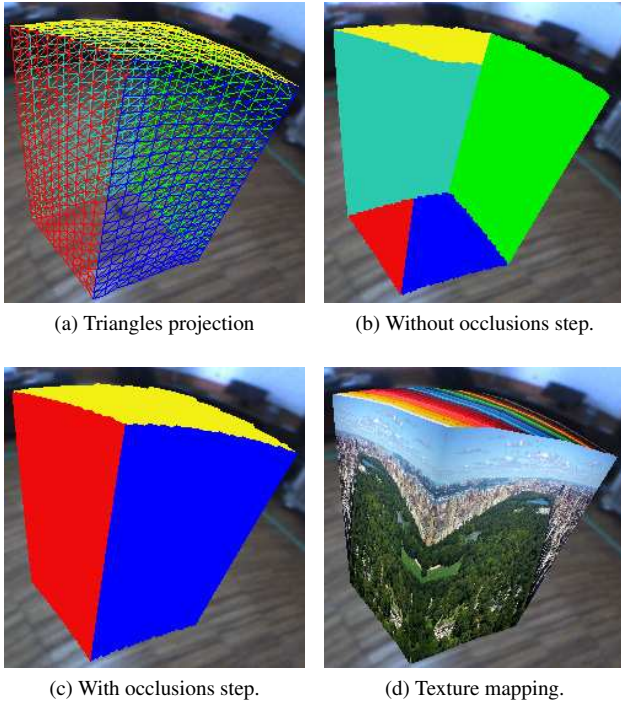 (a) Triangles projection
(b) Without occlusions step.
(c) With occlusions step.
(d) Texture mapping.